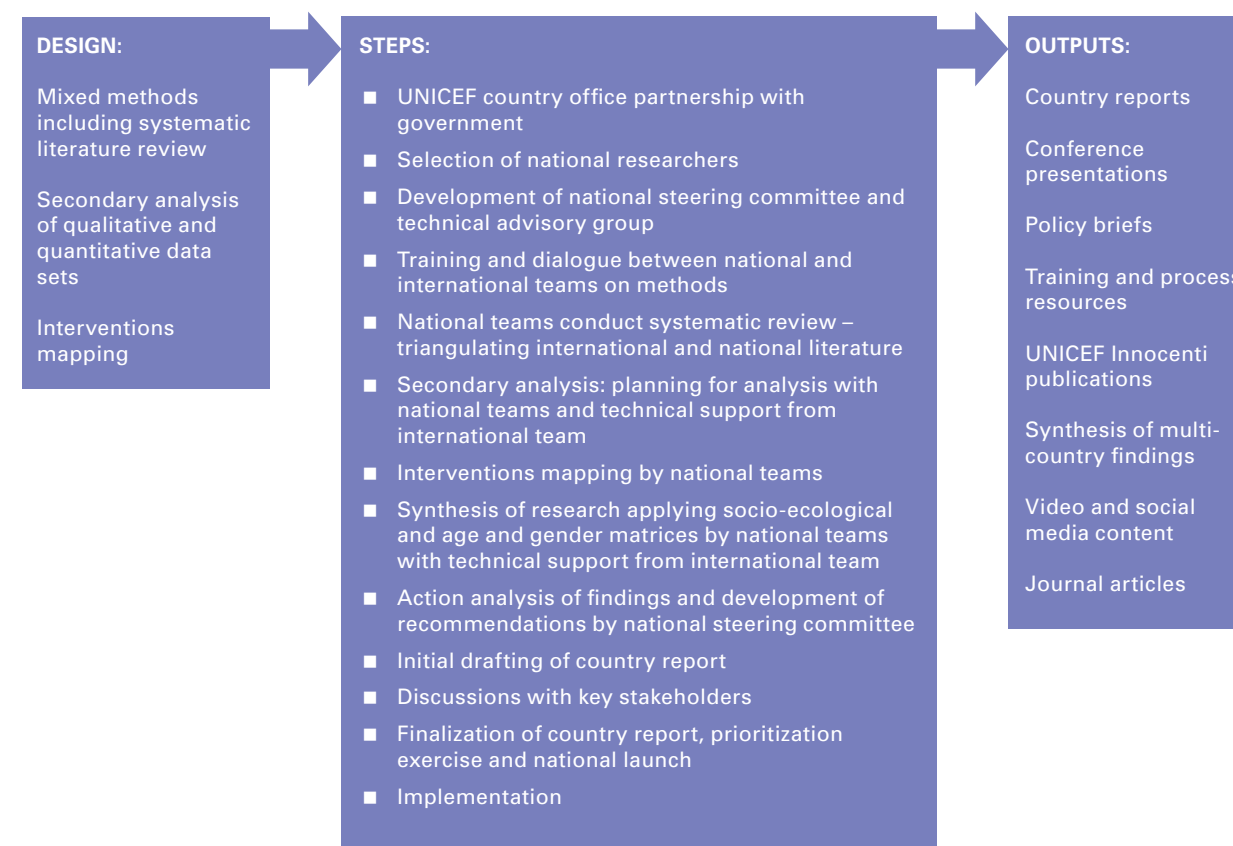 DESIGN:
Mixed methods
including systematic
literature review
Secondary analysis
of qualitative and
quantitative data
sets
Interventions
mapping
STEPS:
■ UNICEF country office partnership with
government
■ Selection of national researchers
■ Development of national steering committee and
technical advisory group
■ Training and dialogue between national and
international teams on methods
■ National teams conduct systematic review –
triangulating international and national literature
■ Secondary analysis: planning for analysis with
national teams and technical support from
international team
■ Interventions mapping by national teams
■ Synthesis of research applying socio-ecological
and age and gender matrices by national teams
with technical support from international team
■ Action analysis of findings and development of
recommendations by national steering committee
■ Initial drafting of country report
■ Discussions with key stakeholders
■ Finalization of country report, prioritization
exercise and national launch
■ Implementation
OUTPUTS:
Country reports
Conference
presentations
Policy briefs
Training and process
resources
UNICEF Innocenti
publications
Synthesis of multi-
country findings
Video and social
media content
Journal articles